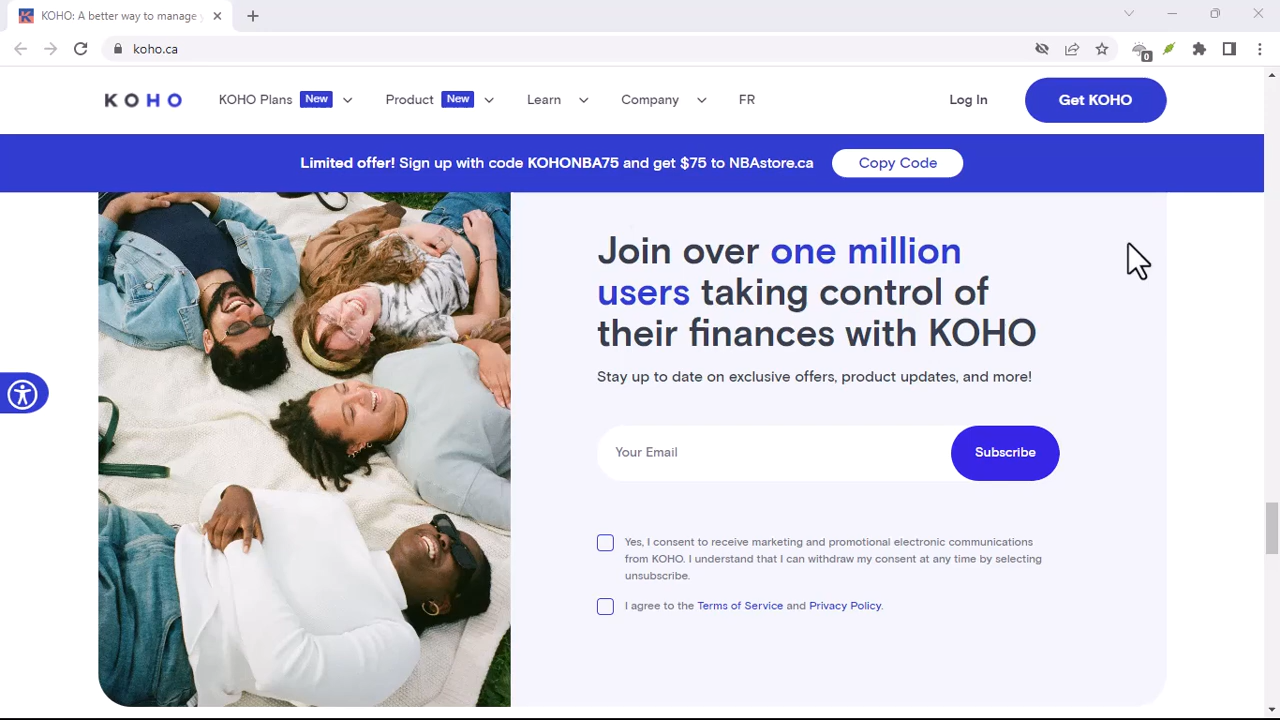 KOHO: A better way to manage
koho.ca
0
KOHO KOHO Plans New Product New Learn Company FR Log In Get KOHO
Limited offer! Sign up with code KOHONBA75 and get $75 to NBAstore.ca Copy Code
Join over one million
users taking control of
their finances with KOHO
Stay up to date on exclusive offers, product updates, and more!
Your Email Subscribe
Yes, I consent to receive marketing and promotional electronic communications
from KOHO. I understand that I can withdraw my consent at any time by selecting
unsubscribe.
I agree to the Terms of Service and Privacy Policy.